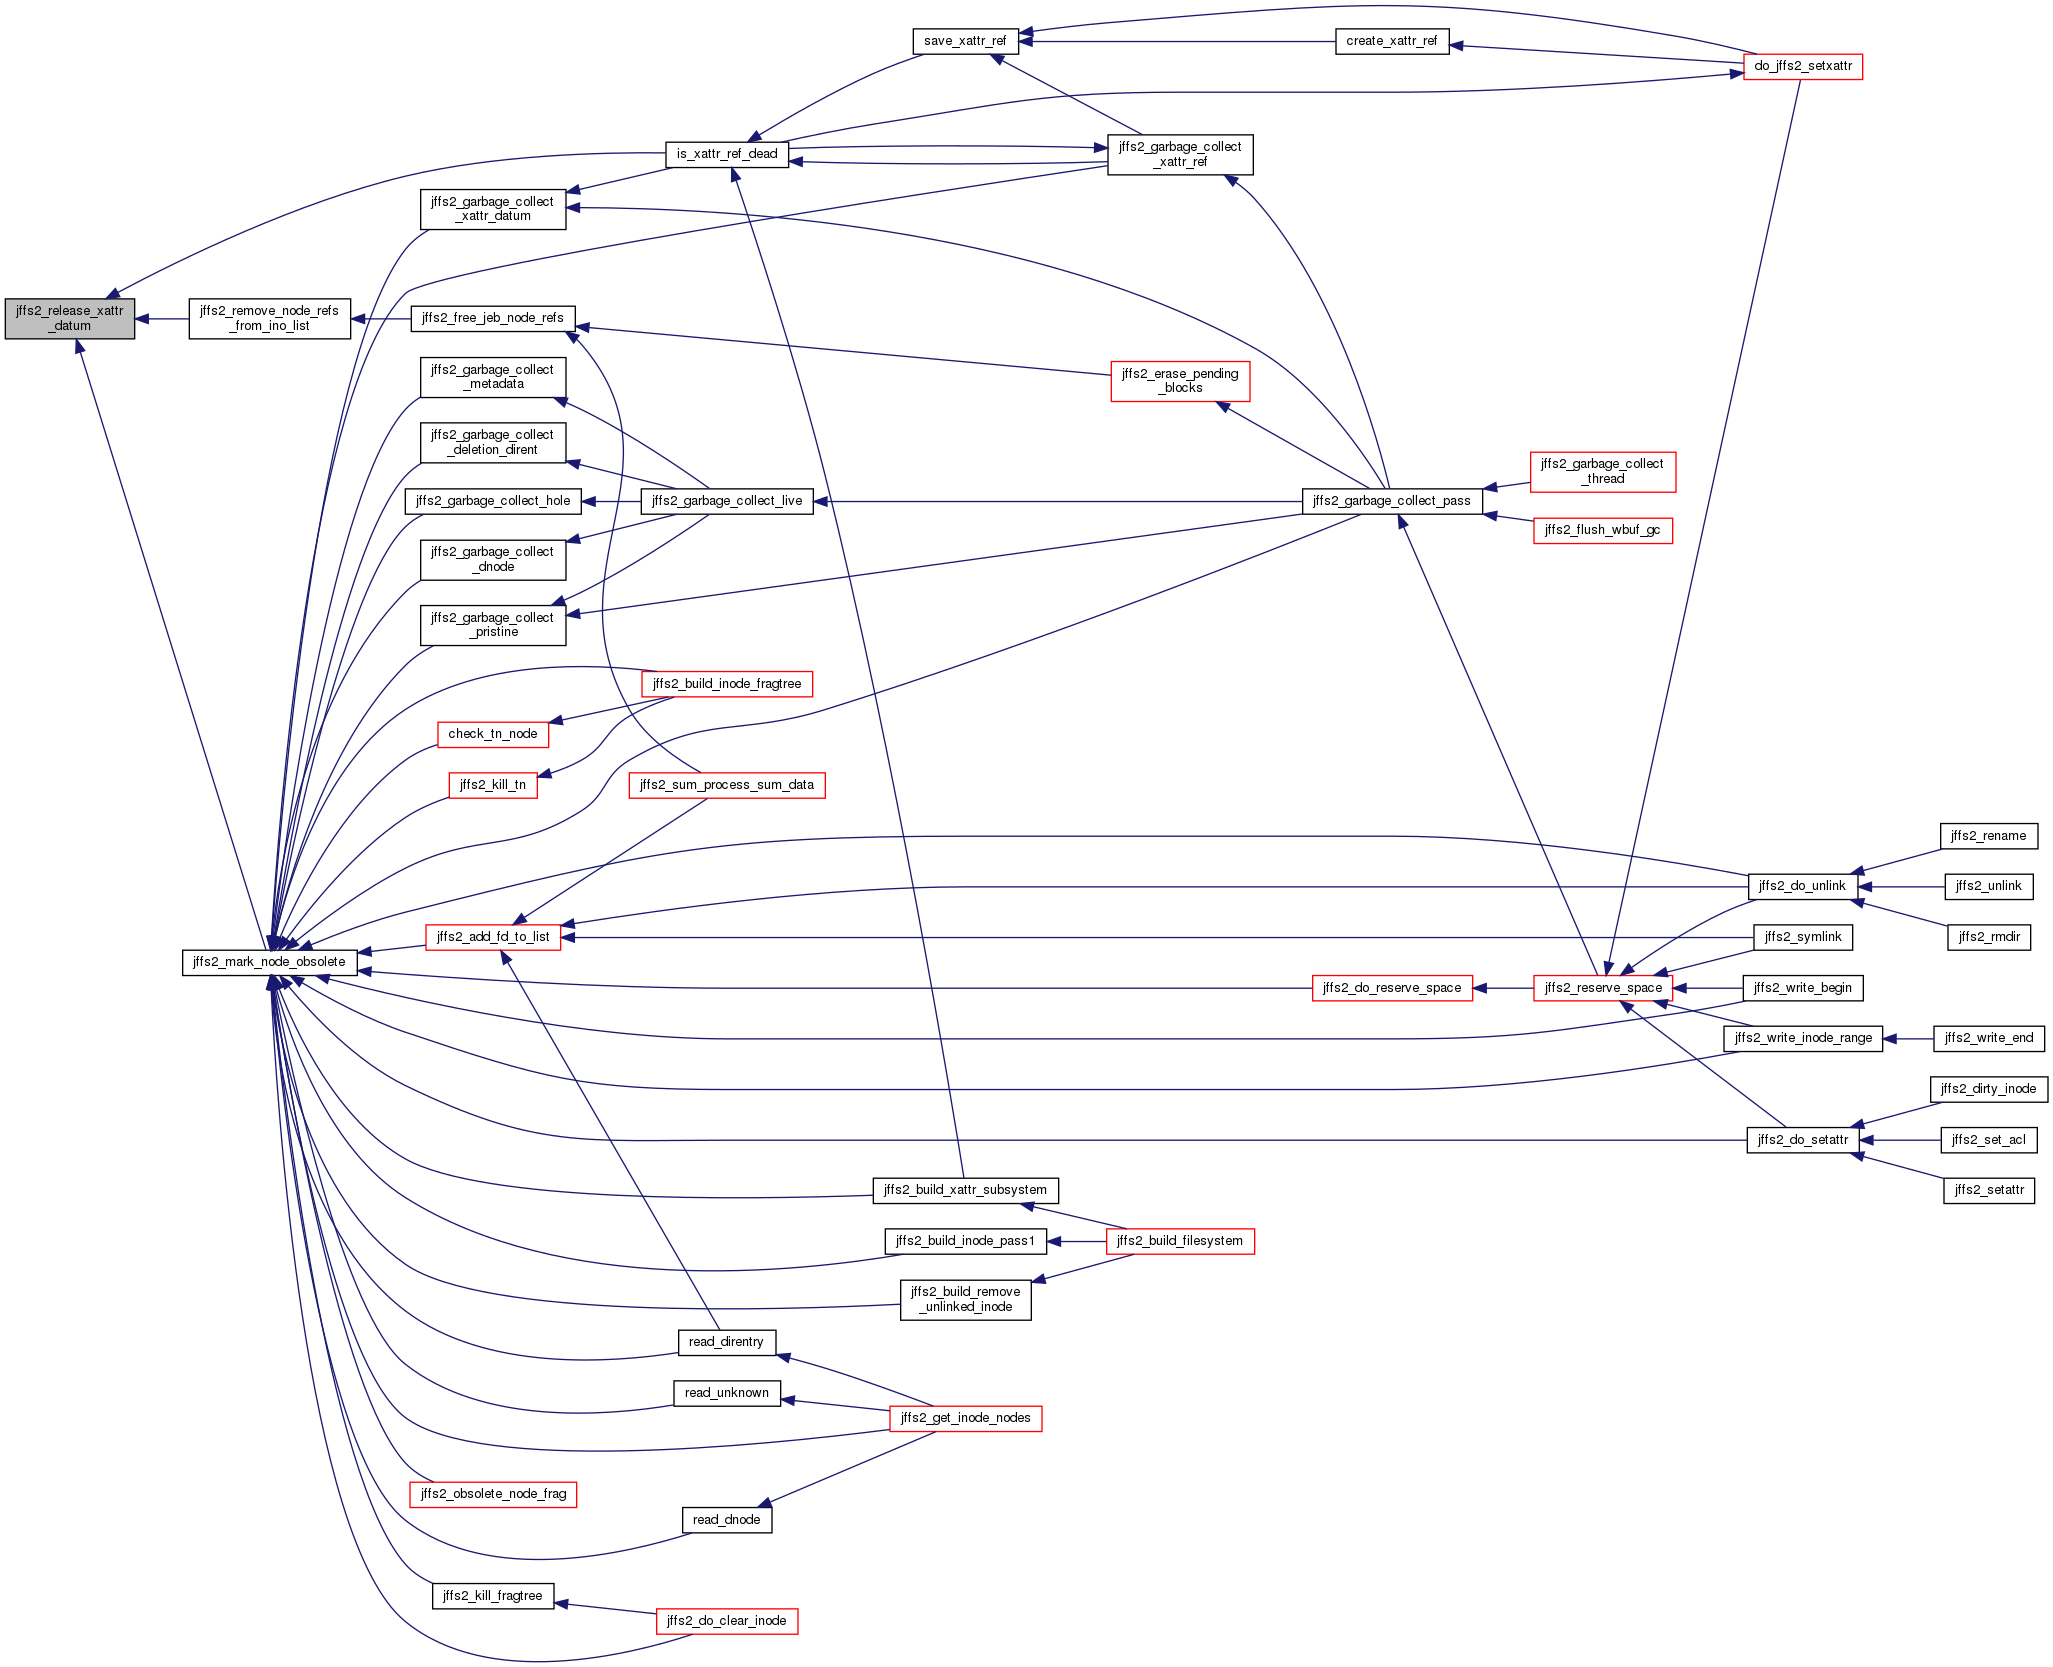 save_xattr_ref
create_xattr_ref
do_jffs2_setxattr
is_xattr_ref_dead
jffs2_garbage_collect
_xattr_ref
jffs2_garbage_collect
_xattr_datum
jffs2_release_xattr
_datum
jffs2_remove_node_refs
_from_ino_list
jffs2_free_jeb_node_refs
jffs2_garbage_collect
_metadata
jffs2_erase_pending
_blocks
jffs2_garbage_collect
_deletion_dirent
jffs2_garbage_collect
_thread
jffs2_garbage_collect_hole
jffs2_garbage_collect_live
jffs2_garbage_collect_pass
jffs2_flush_wbuf_gc
jffs2_garbage_collect
_dnode
jffs2_garbage_collect
_pristine
jffs2_build_inode_fragtree
check_tn_node
jffs2_kill_tn
jffs2_sum_process_sum_data
jffs2_rename
jffs2_do_unlink
jffs2_unlink
jffs2_add_fd_to_list
jffs2_symlink
jffs2_rmdir
jffs2_mark_node_obsolete
jffs2_do_reserve_space
jffs2_reserve_space
jffs2_write_begin
jffs2_write_inode_range
jffs2_write_end
jffs2_dirty_inode
jffs2_do_setattr
jffs2_set_acl
jffs2_setattr
jffs2_build_xattr_subsystem
jffs2_build_inode_pass1
jffs2_build_filesystem
jffs2_build_remove
_unlinked_inode
read_direntry
read_unknown
jffs2_get_inode_nodes
jffs2_obsolete_node_frag
read_dnode
jffs2_kill_fragtree
jffs2_do_clear_inode